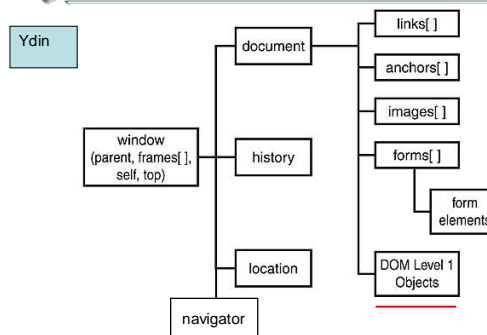 Ydin
window
(parent, frames[ ],
self, top)
document
history
location
navigator
links[ ]
anchors[ ]
images[ ]
forms[ ]
form
elements
DOM Level 1
Objects